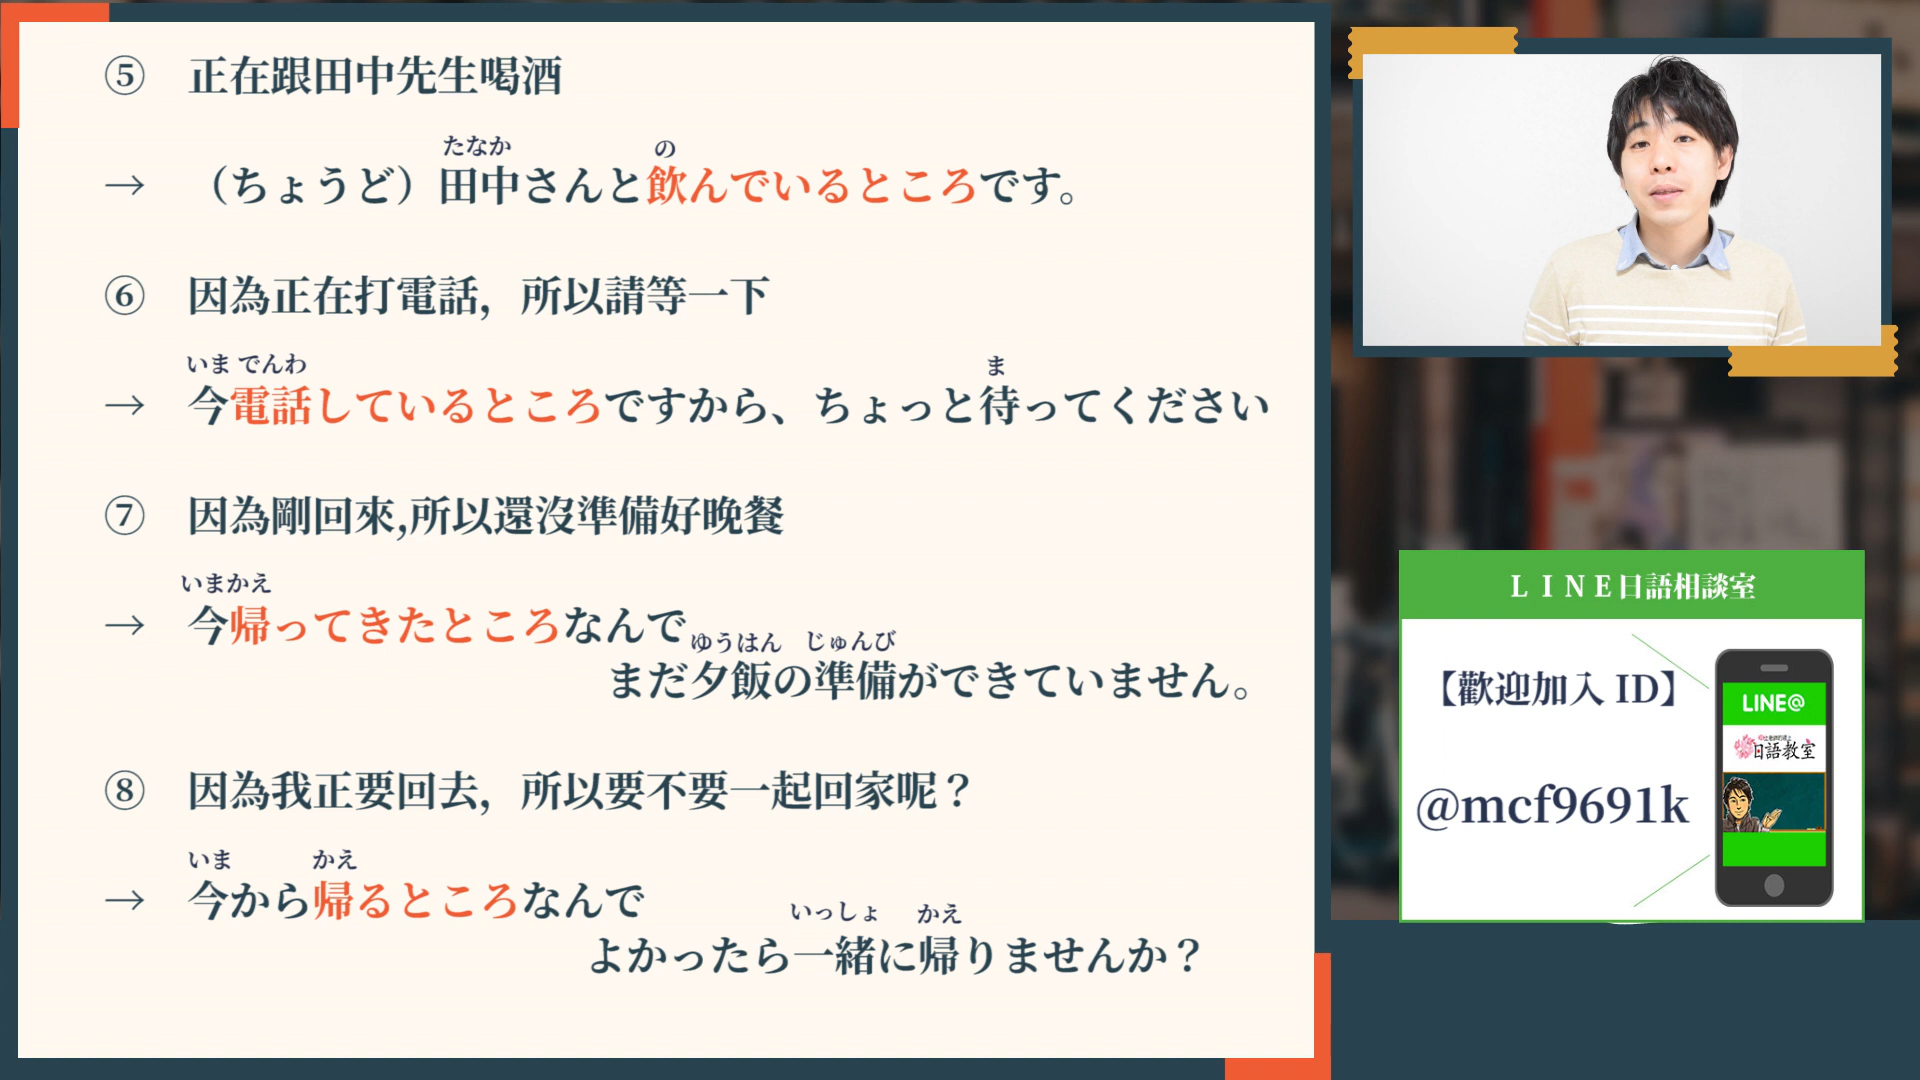 ⑤ 正在跟田中先生喝酒
たなか の
→ （ちょうど）田中さんと飲んでいるところです。
⑥ 因為正在打電話，所以請等一下
いま でんわ ま
→ 今電話しているところですから、ちょっと待ってください
⑦ 因為剛回來,所以還沒準備好晚餐
いまかえ
→ 今帰ってきたところなんで
ゆうはん じゅんび
まだ夕飯の準備ができていません。
⑧ 因為我正要回去，所以要不要一起回家呢？
いま かえ
→ 今から帰るところなんで
いっしょ かえ
よかったら一緒に帰りませんか？
ＬＩＮＥ日語相談室
【歡迎加入 ID】
@mcf9691k
LINE@
日語教室